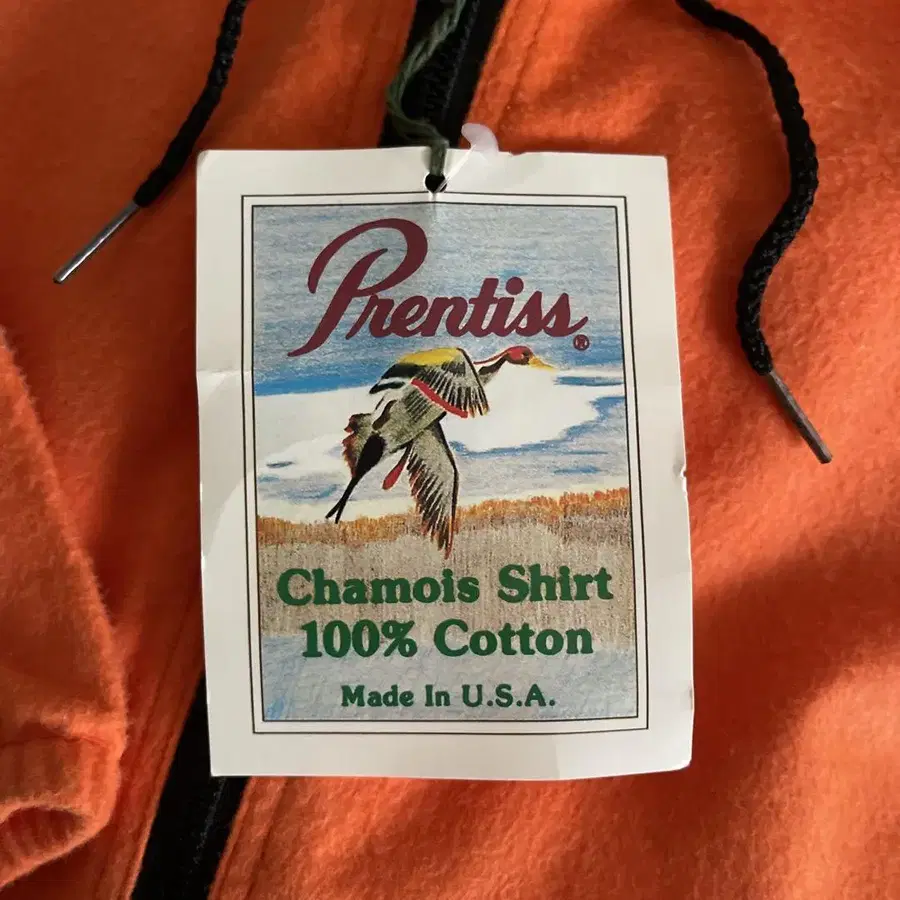 Prentiss®
Chamois Shirt
100% Cotton
Made In U.S.A.